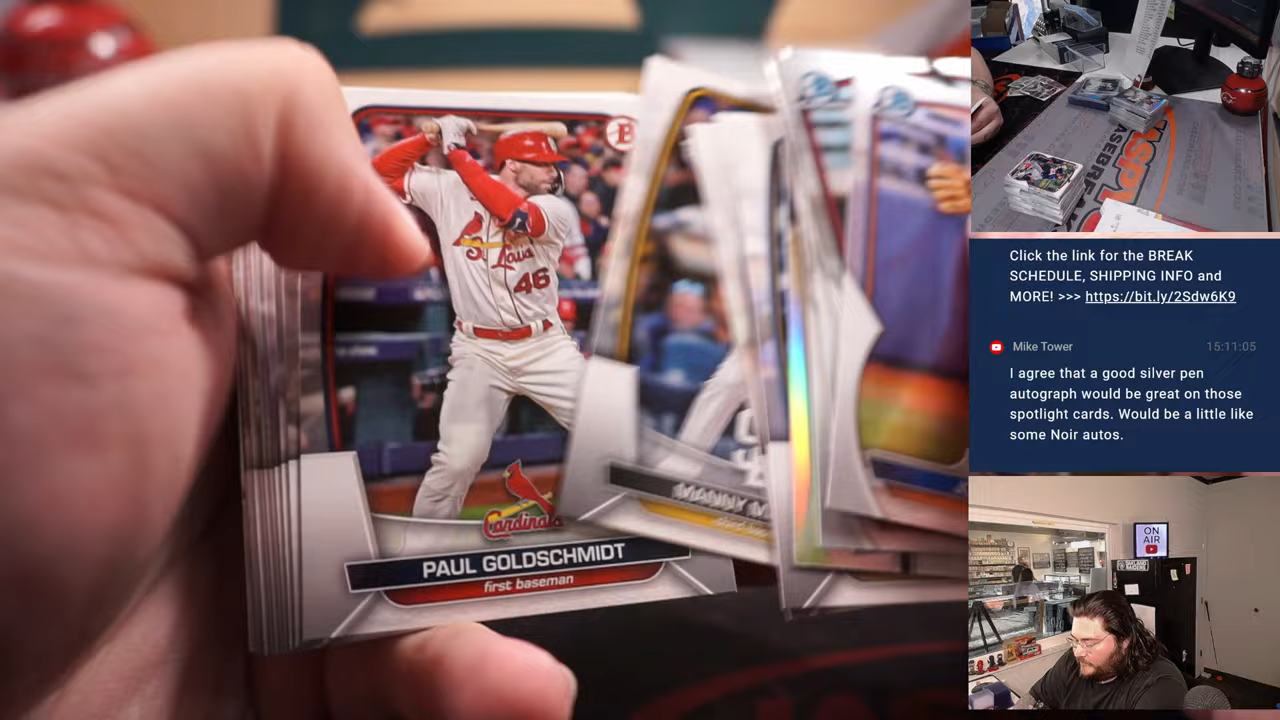 St. Louis
46
Cardinals
PAUL GOLDSCHMIDT
first baseman
MANNY M
B
Click the link for the BREAK
SCHEDULE, SHIPPING INFO and
MORE! >>> https://bit.ly/2Sdw6K9
Mike Tower 15:11:05
I agree that a good silver pen
autograph would be great on those
spotlight cards. Would be a little like
some Noir autos.
ON
AIR